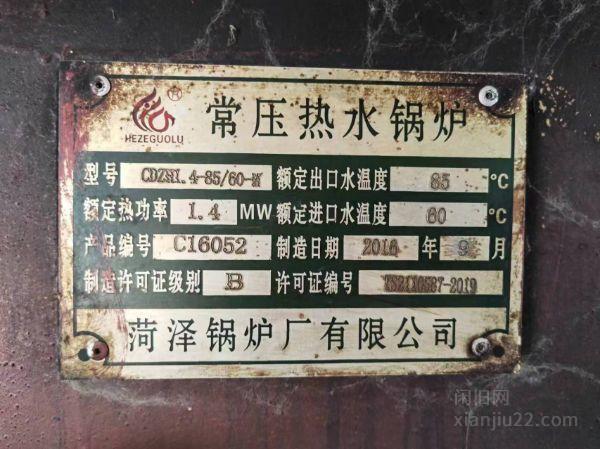 HEZEGUOLU ® 常压热水锅炉
型号 CDZH1.4-85/60-M 额定出口水温度 85 °C
额定热功率 1.4 MW 额定进口水温度 60 °C
产品编号 C16052 制造日期 2016 年 9 月
制造许可证级别 B 许可证编号
菏泽锅炉厂有限公司
闲旧网
xianjiu22.com